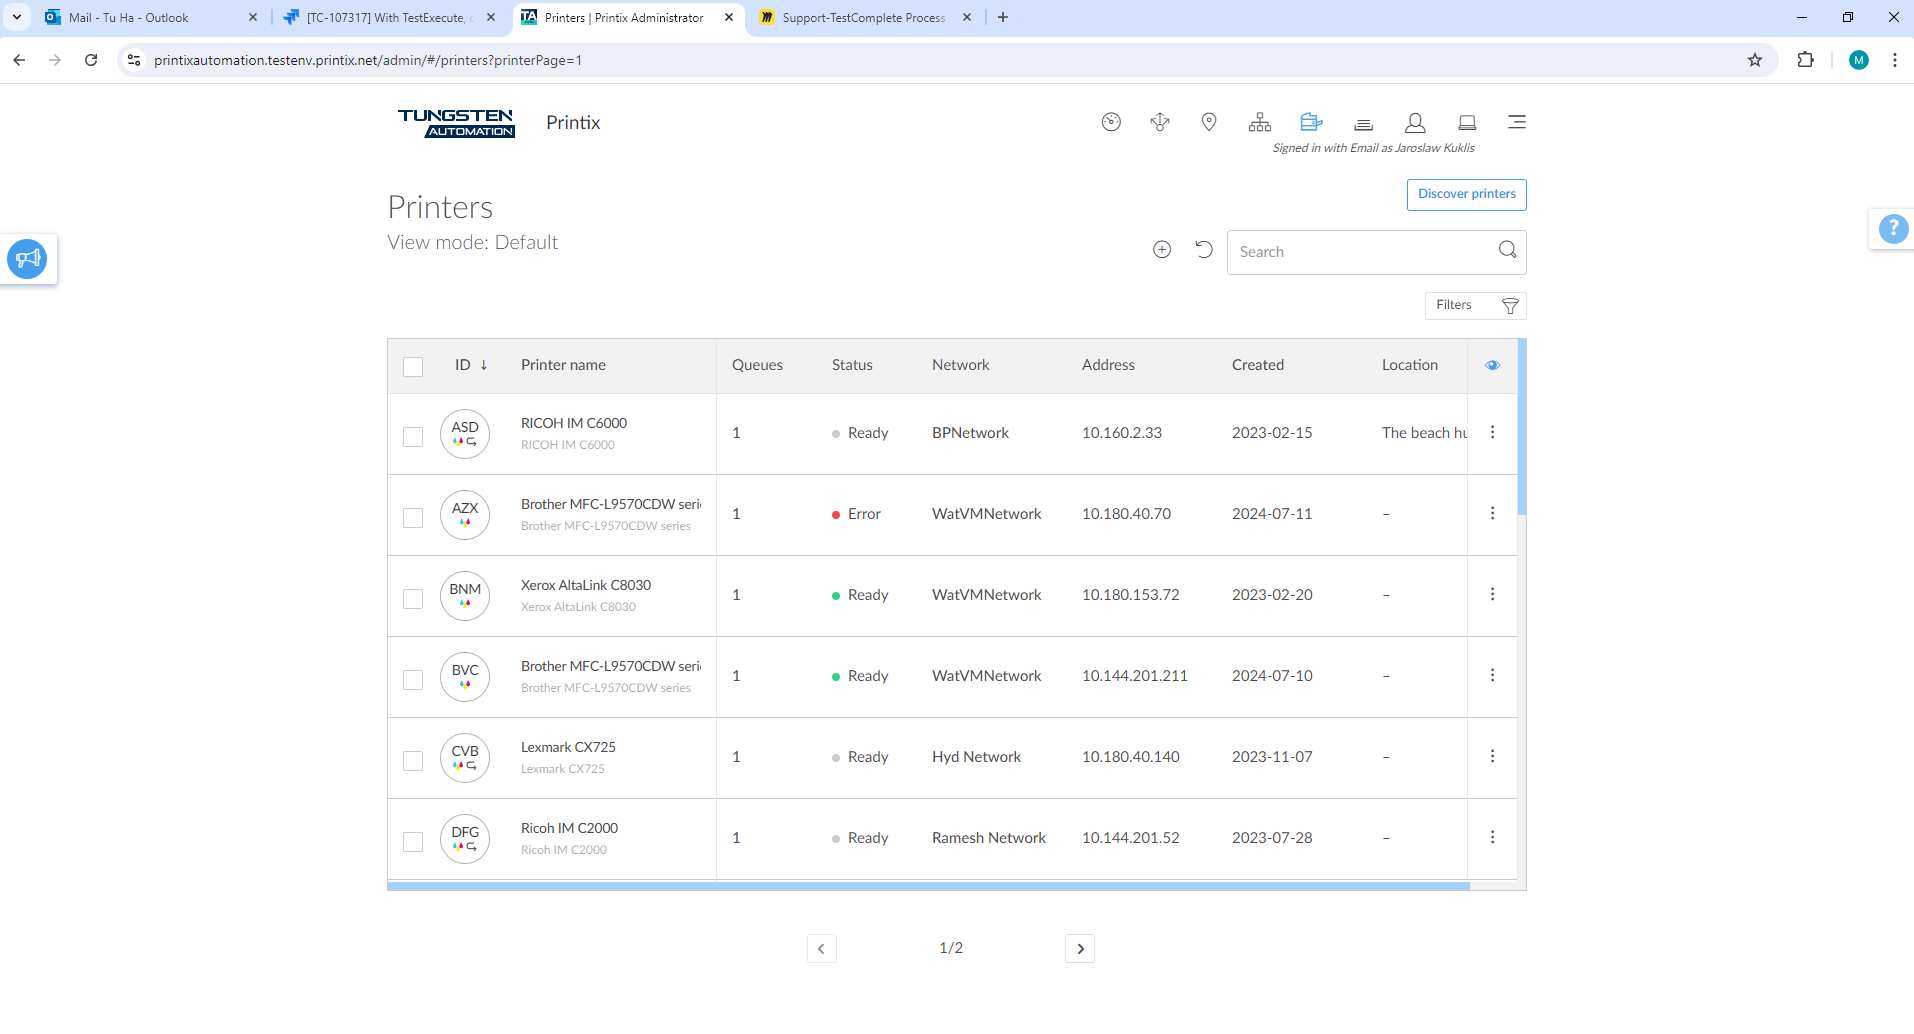 Mail - Tu Ha - Outlook
[TC-107317] With TestExecute,
Printers | Printix Administrator
Support-TestComplete Process
printixautomation.testenv.printix.net/admin/#/printers?printerPage=1
M
TUNGSTEN
AUTOMATION
Printix
Signed in with Email as Jaroslaw Kuklis
Printers
Discover printers
View mode: Default
?
Search
Filters
ID ↓ Printer name Queues Status Network Address Created Location
ASD RICOH IM C6000 1 Ready BPNetwork 10.160.2.33 2023-02-15 The beach hu
RICOH IM C6000
AZX Brother MFC-L9570CDW seri 1 Error WatVMNetwork 10.180.40.70 2024-07-11 –
Brother MFC-L9570CDW series
BNM Xerox AltaLink C8030 1 Ready WatVMNetwork 10.180.153.72 2023-02-20 –
Xerox AltaLink C8030
BVC Brother MFC-L9570CDW seri 1 Ready WatVMNetwork 10.144.201.211 2024-07-10 –
Brother MFC-L9570CDW series
CVB Lexmark CX725 1 Ready Hyd Network 10.180.40.140 2023-11-07 –
Lexmark CX725
DFG Ricoh IM C2000 1 Ready Ramesh Network 10.144.201.52 2023-07-28 –
Ricoh IM C2000
1/2